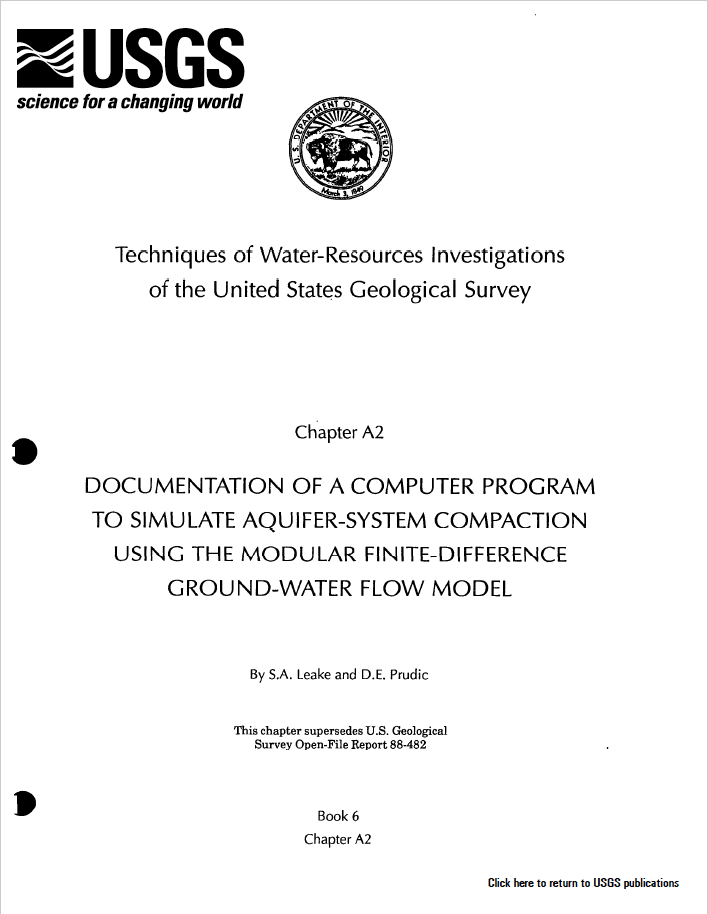 USGS
science for a changing world
U.S. DEPARTMENT OF THE INTERIOR
March 3, 1849
Techniques of Water-Resources Investigations
of the United States Geological Survey
Chapter A2
DOCUMENTATION OF A COMPUTER PROGRAM
TO SIMULATE AQUIFER-SYSTEM COMPACTION
USING THE MODULAR FINITE-DIFFERENCE
GROUND-WATER FLOW MODEL
By S.A. Leake and D.E. Prudic
This chapter supersedes U.S. Geological
Survey Open-File Report 88-482
Book 6
Chapter A2
Click here to return to USGS publications